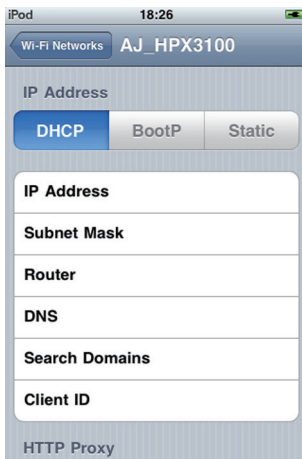 iPod 18:26
Wi-Fi Networks AJ_HPX3100
IP Address
DHCP BootP Static
IP Address
Subnet Mask
Router
DNS
Search Domains
Client ID
HTTP Proxy